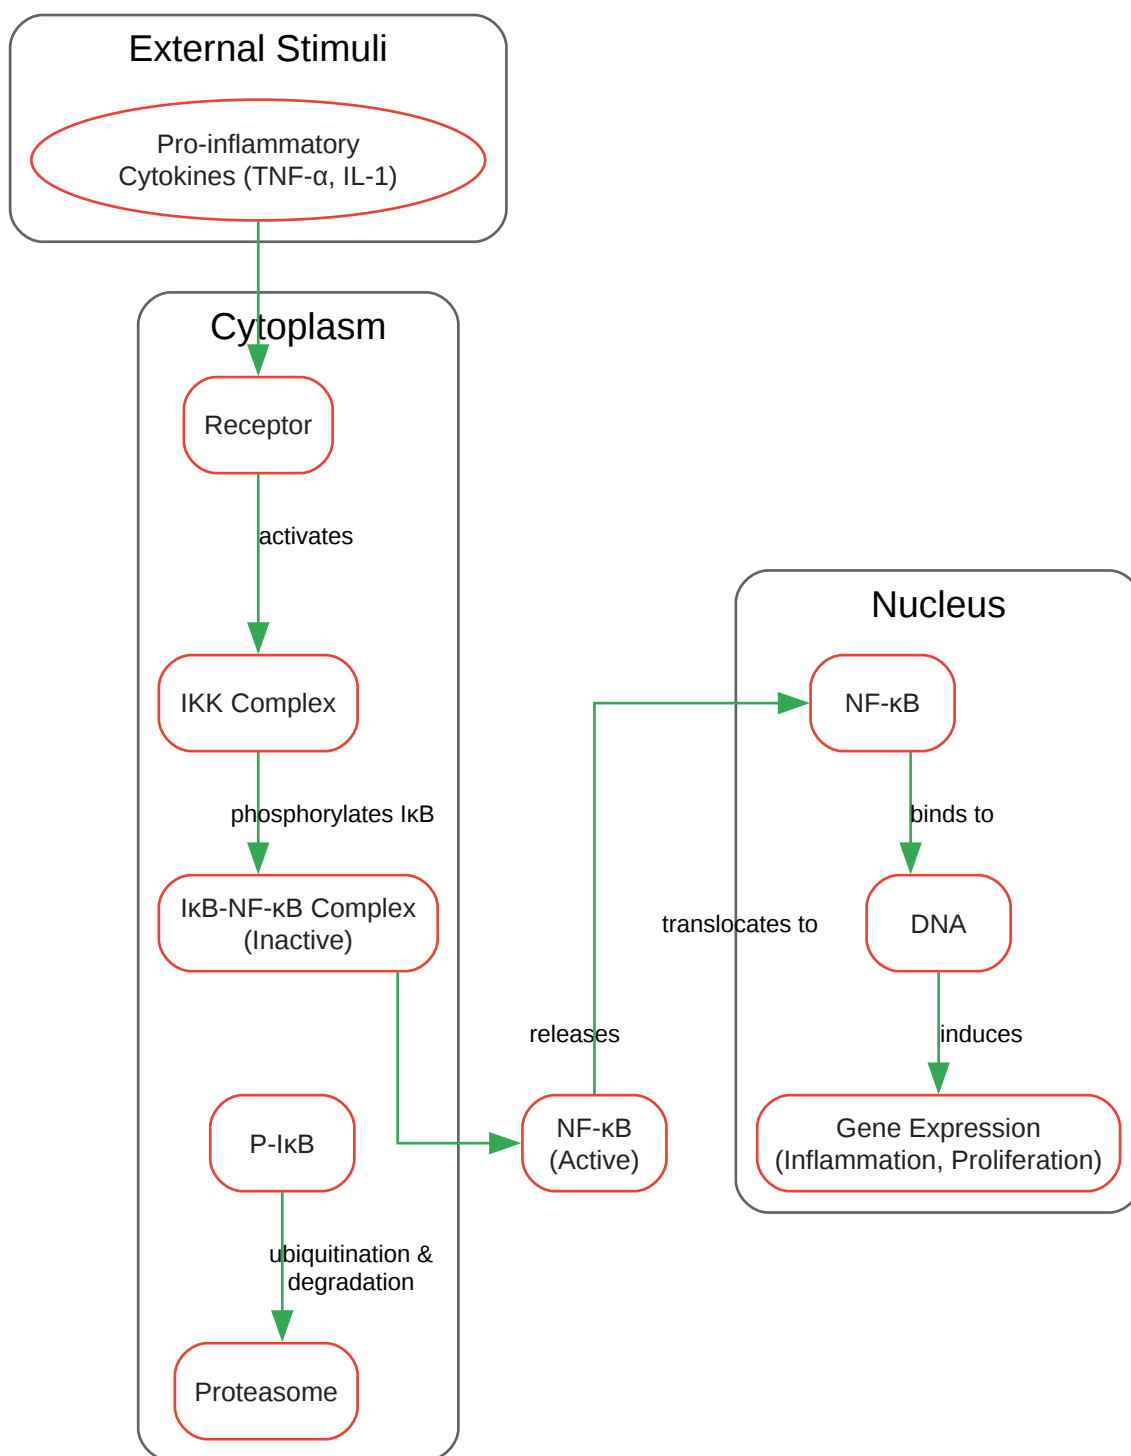 External Stimuli
Pro-inflammatory
Cytokines (TNF-α, IL-1)
Cytoplasm
Receptor
activates
IKK Complex
phosphorylates IκB
IκB-NF-κB Complex
(Inactive)
releases
P-IκB
ubiquitination &
degradation
Proteasome
NF-κB
(Active)
translocates to
Nucleus
NF-κB
binds to
DNA
induces
Gene Expression
(Inflammation, Proliferation)